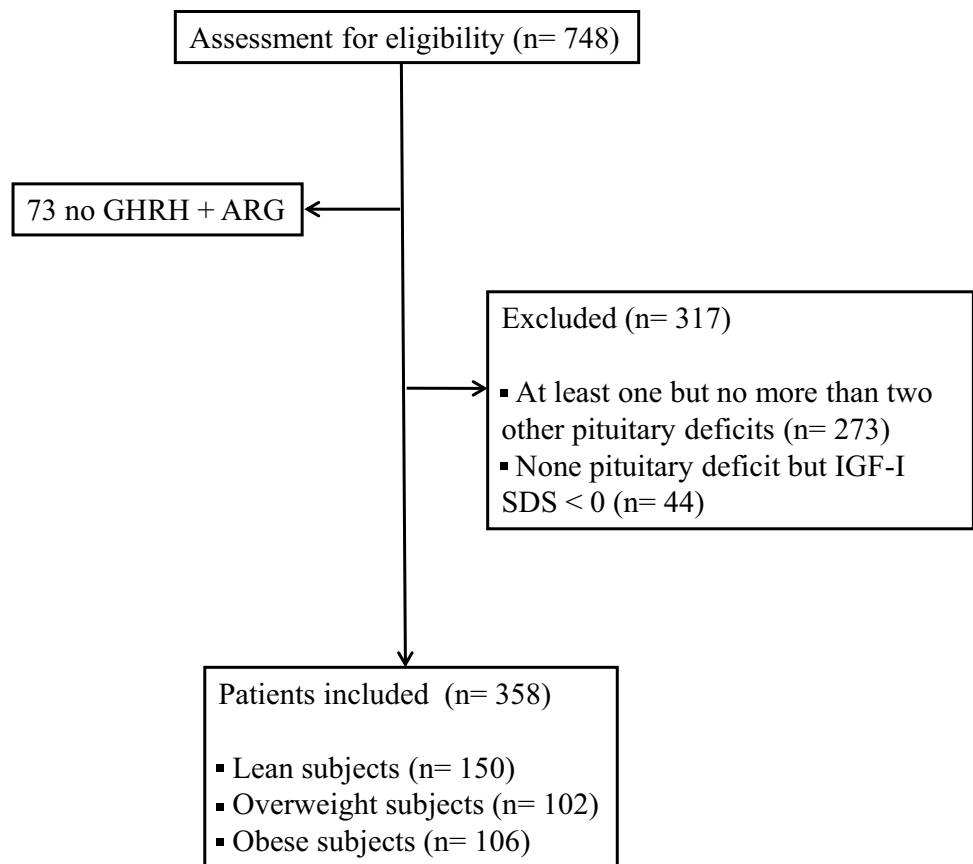 Assessment for eligibility (n= 748)
73 no GHRH + ARG
Excluded (n= 317)
▪ At least one but no more than two
other pituitary deficits (n= 273)
▪ None pituitary deficit but IGF-I
SDS < 0 (n= 44)
Patients included (n= 358)
▪ Lean subjects (n= 150)
▪ Overweight subjects (n= 102)
▪ Obese subjects (n= 106)